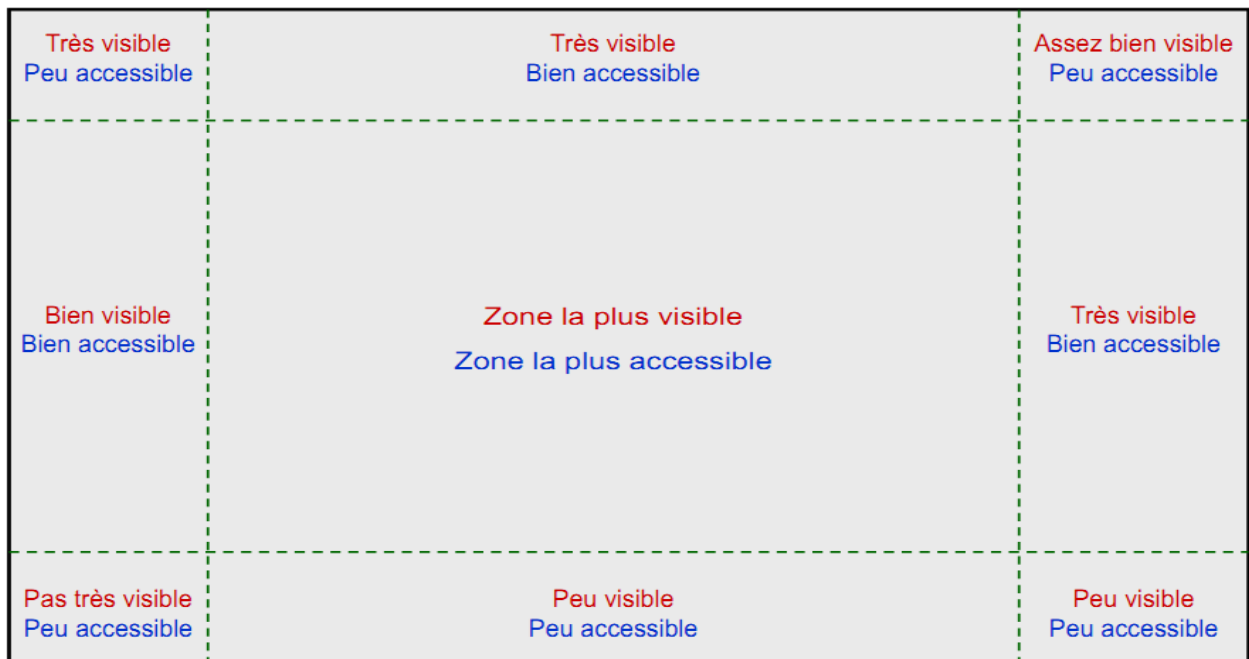 Très visible
Peu accessible
Très visible
Bien accessible
Assez bien visible
Peu accessible
Bien visible
Bien accessible
Zone la plus visible
Zone la plus accessible
Très visible
Bien accessible
Pas très visible
Peu accessible
Peu visible
Peu accessible
Peu visible
Peu accessible